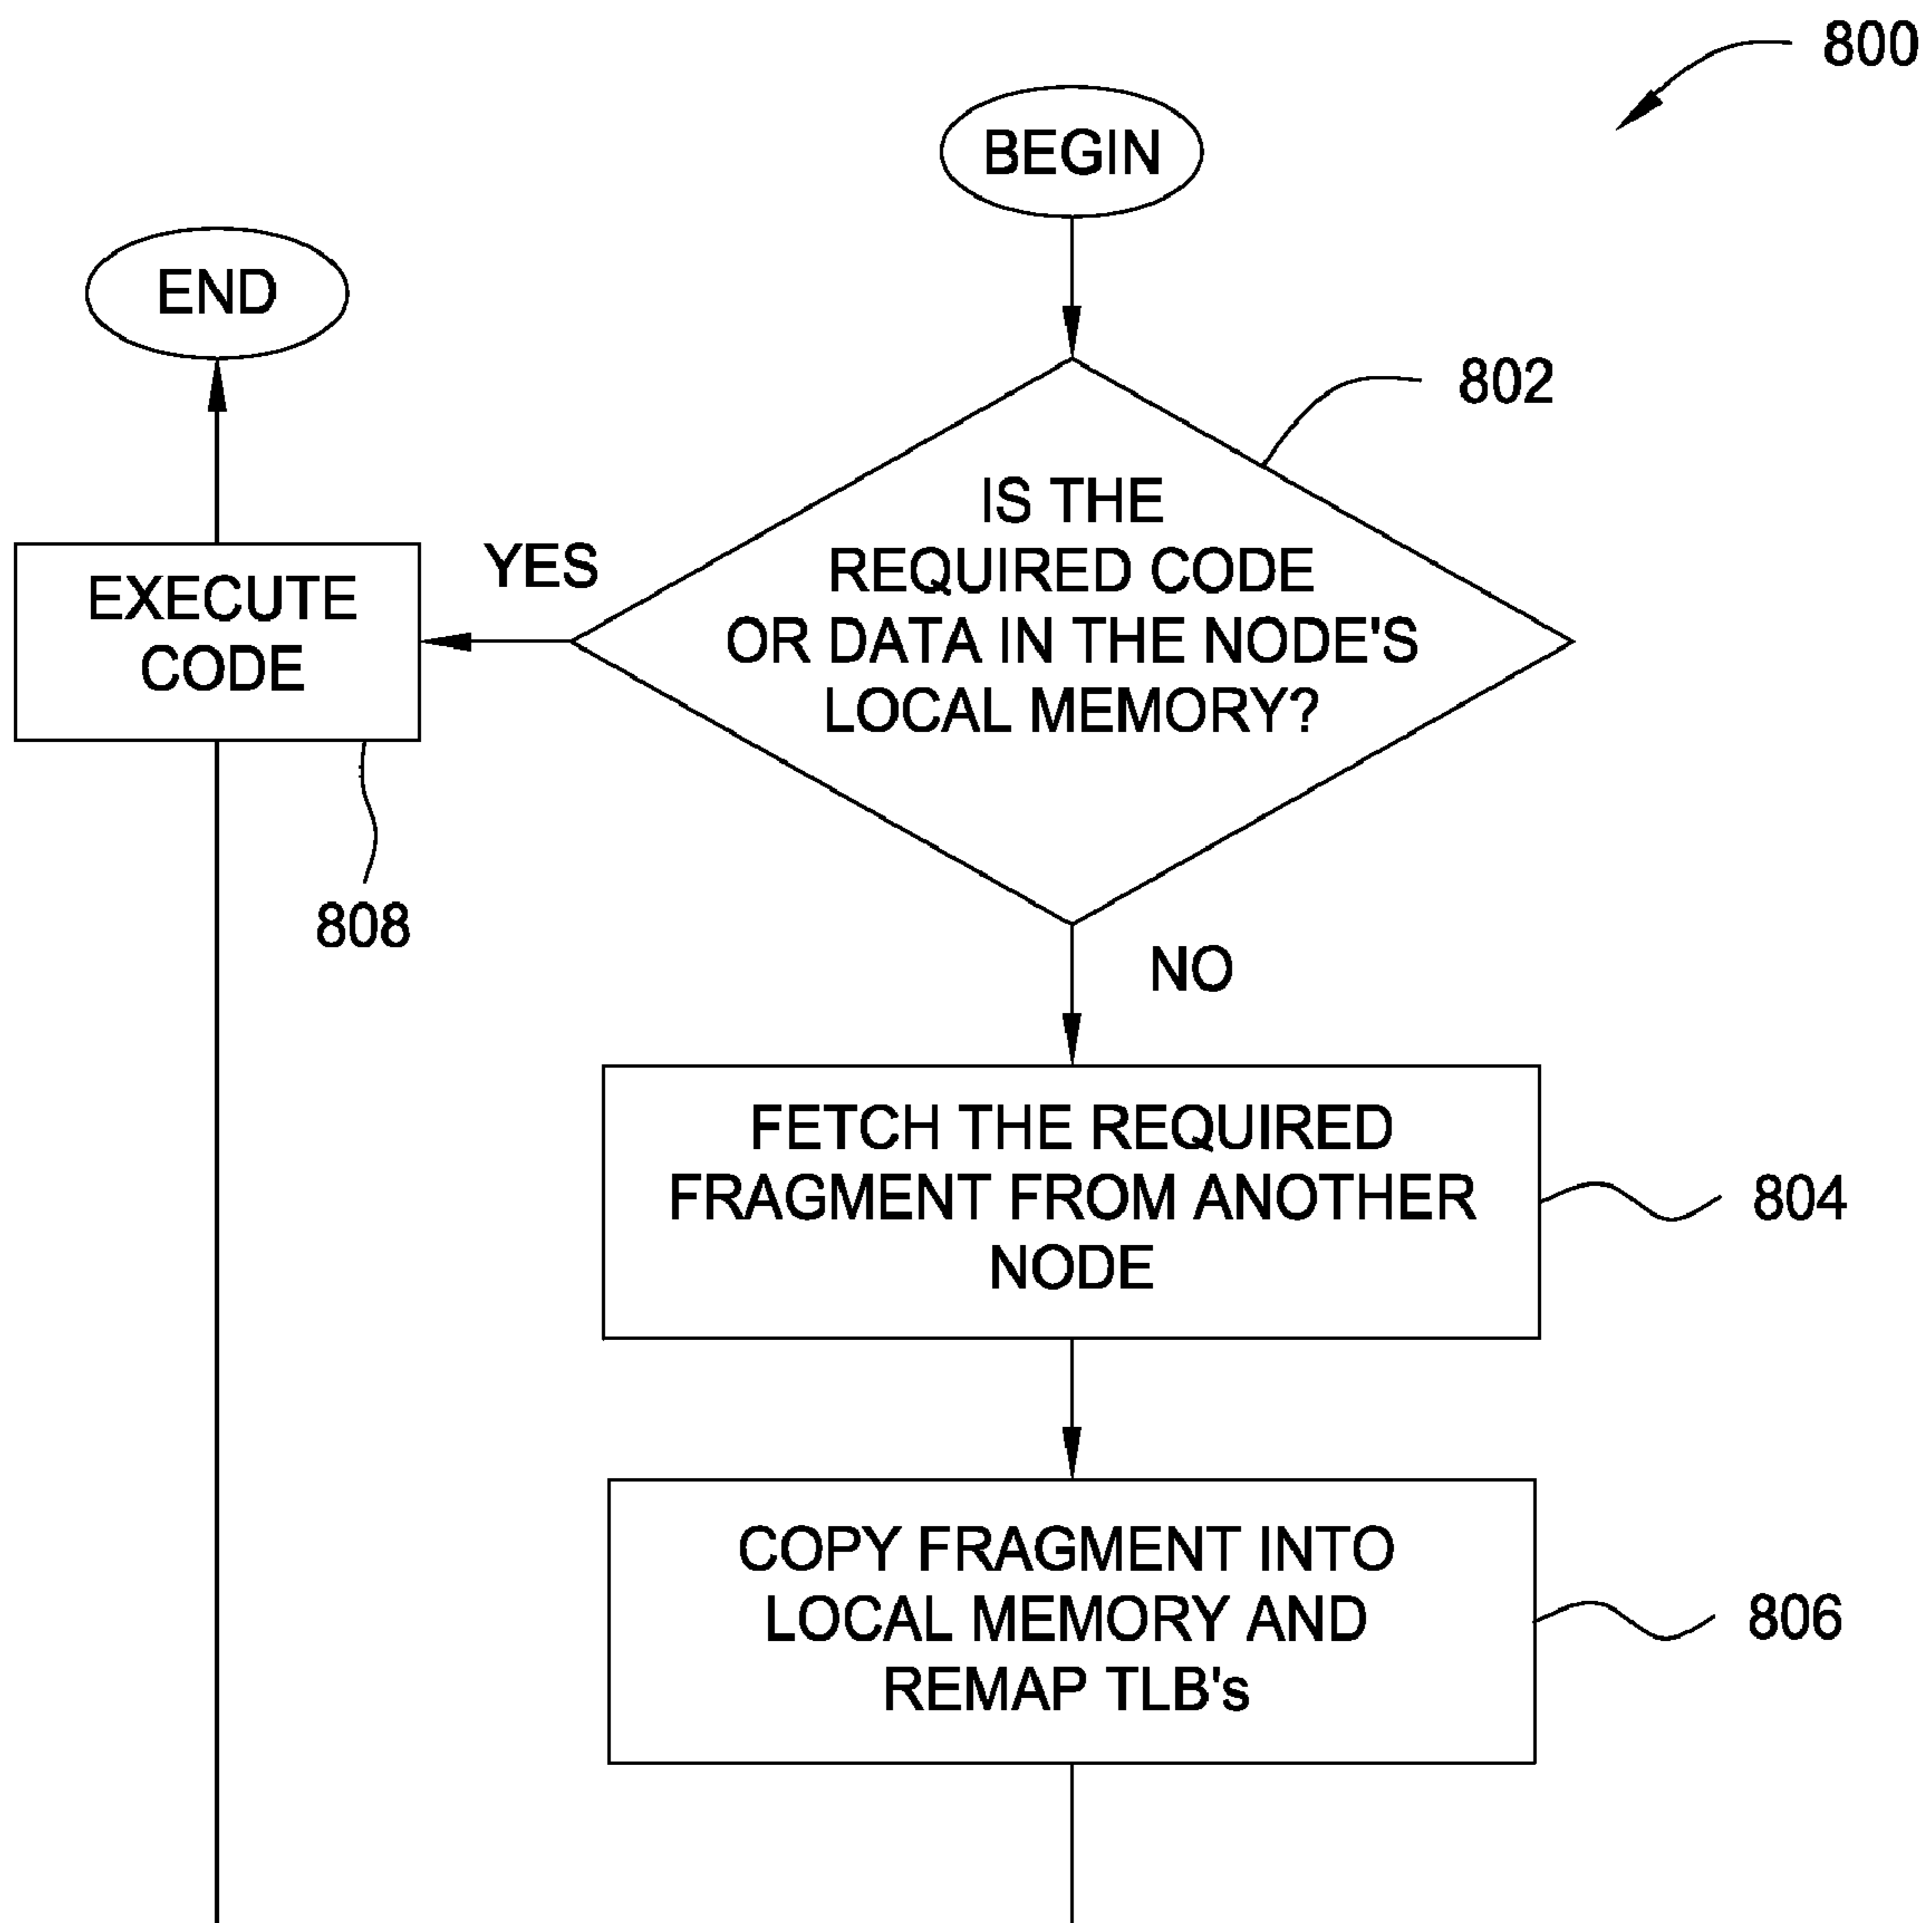 800
BEGIN
END
802
IS THE
REQUIRED CODE
OR DATA IN THE NODE'S
LOCAL MEMORY?
YES
EXECUTE
CODE
808
NO
FETCH THE REQUIRED
FRAGMENT FROM ANOTHER
NODE
804
COPY FRAGMENT INTO
LOCAL MEMORY AND
REMAP TLB's
806